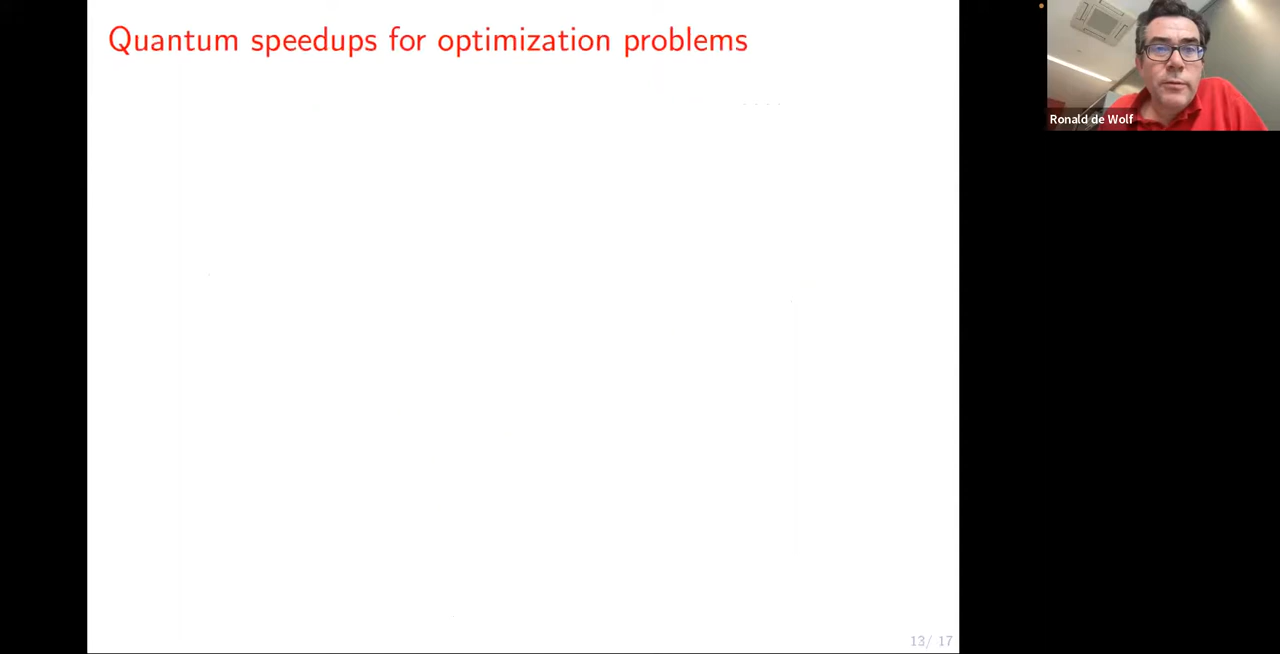 Quantum speedups for optimization problems
Ronald de Wolf
13/ 17